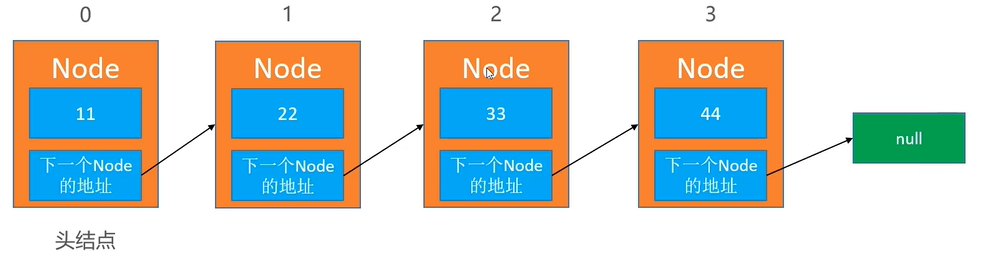 0 1 2 3
Node Node Node Node
11 22 33 44
null
下一个Node 下一个Node 下一个Node 下一个Node
的地址 的地址 的地址 的地址
头结点